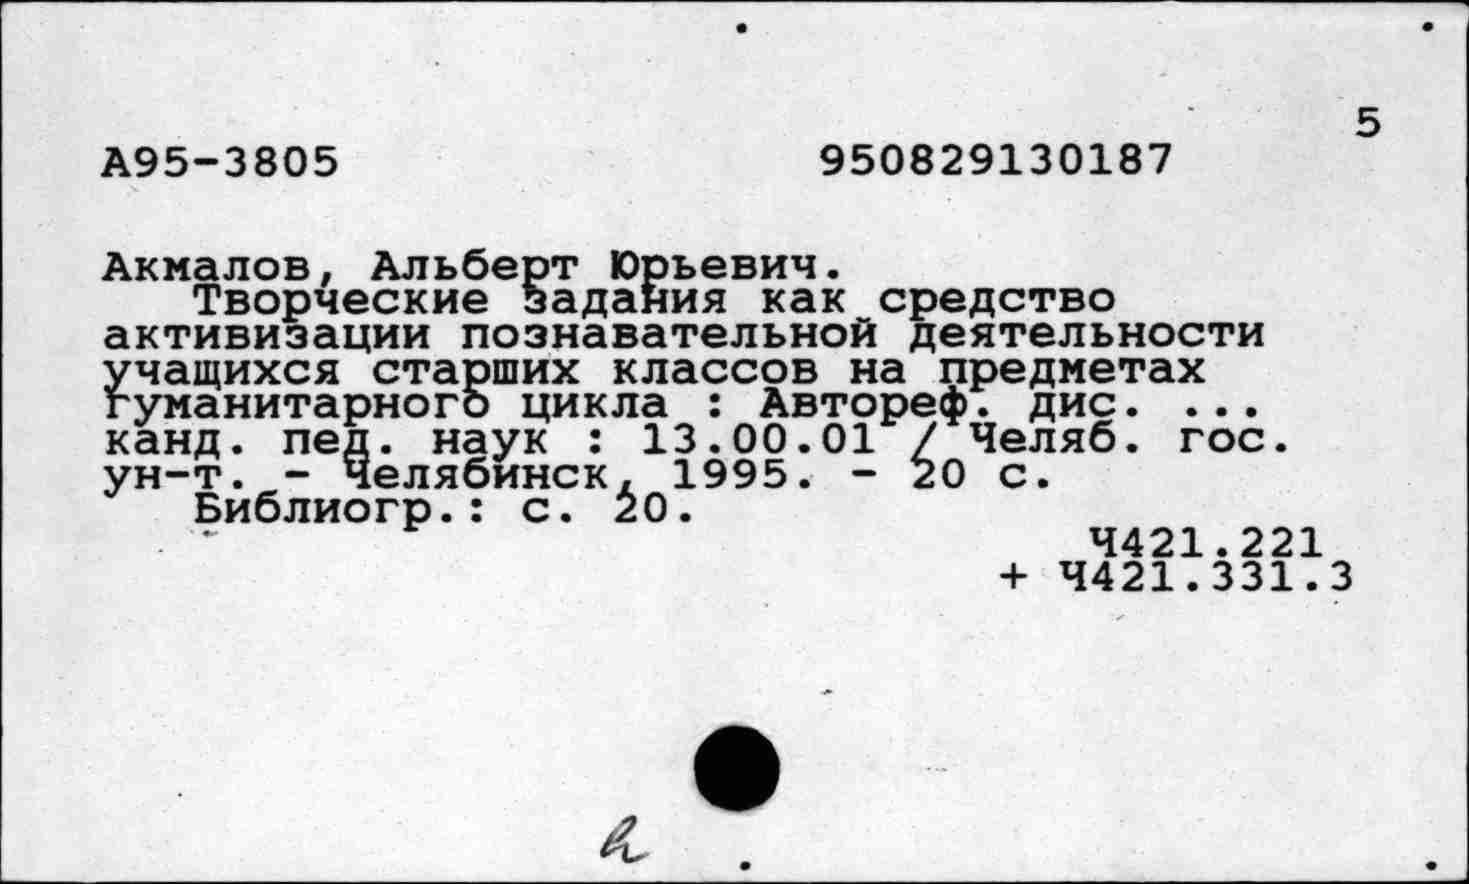 5
А95-3805 950829130187
Акмалов, Альберт Юрьевич.
Творческие задания как средство
активизации познавательной деятельности
учащихся старших классов на предметах
гуманитарного цикла : Автореф. дис. ...
канд. пед. наук : 13.00.01 / Челяб. гос.
ун-т. - Челябинск, 1995. - 20 с.
Библиогр.: с. 20.
Ч421.221
+ Ч421.331.3